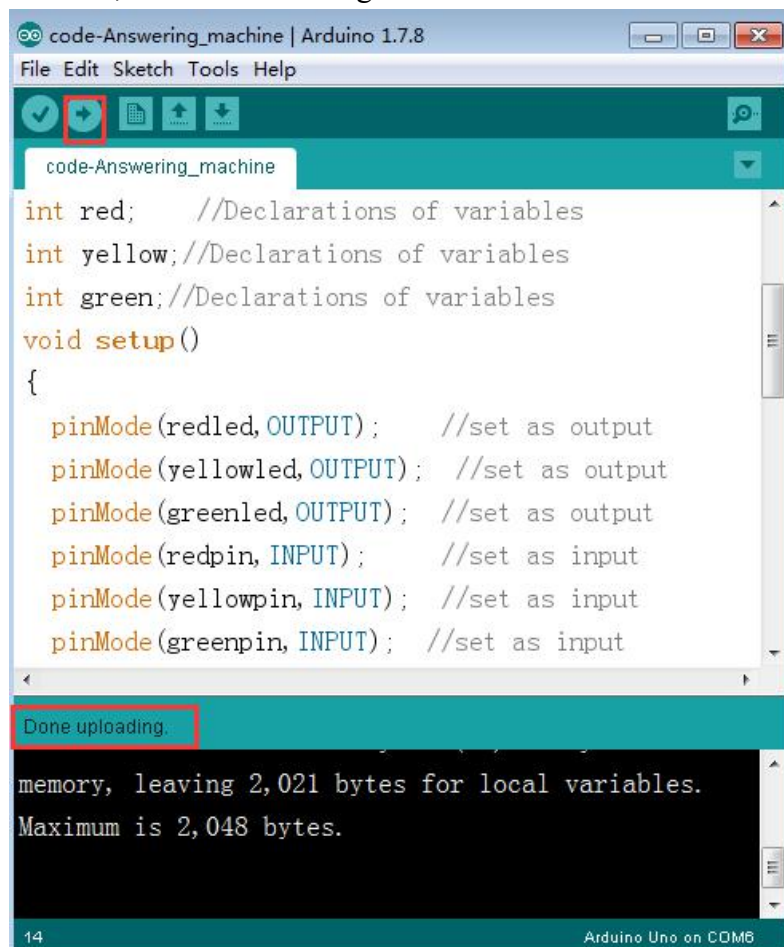 code-Answering_machine | Arduino 1.7.8
File Edit Sketch Tools Help
code-Answering_machine
int red;    //Declarations of variables
int yellow;//Declarations of variables
int green;//Declarations of variables
void setup()
{
  pinMode(redled,OUTPUT);    //set as output
  pinMode(yellowled,OUTPUT);  //set as output
  pinMode(greenled,OUTPUT);  //set as output
  pinMode(redpin,INPUT);     //set as input
  pinMode(yellowpin,INPUT);  //set as input
  pinMode(greenpin,INPUT);  //set as input
Done uploading.
memory, leaving 2,021 bytes for local variables.
Maximum is 2,048 bytes.
14 Arduino Uno on COM6